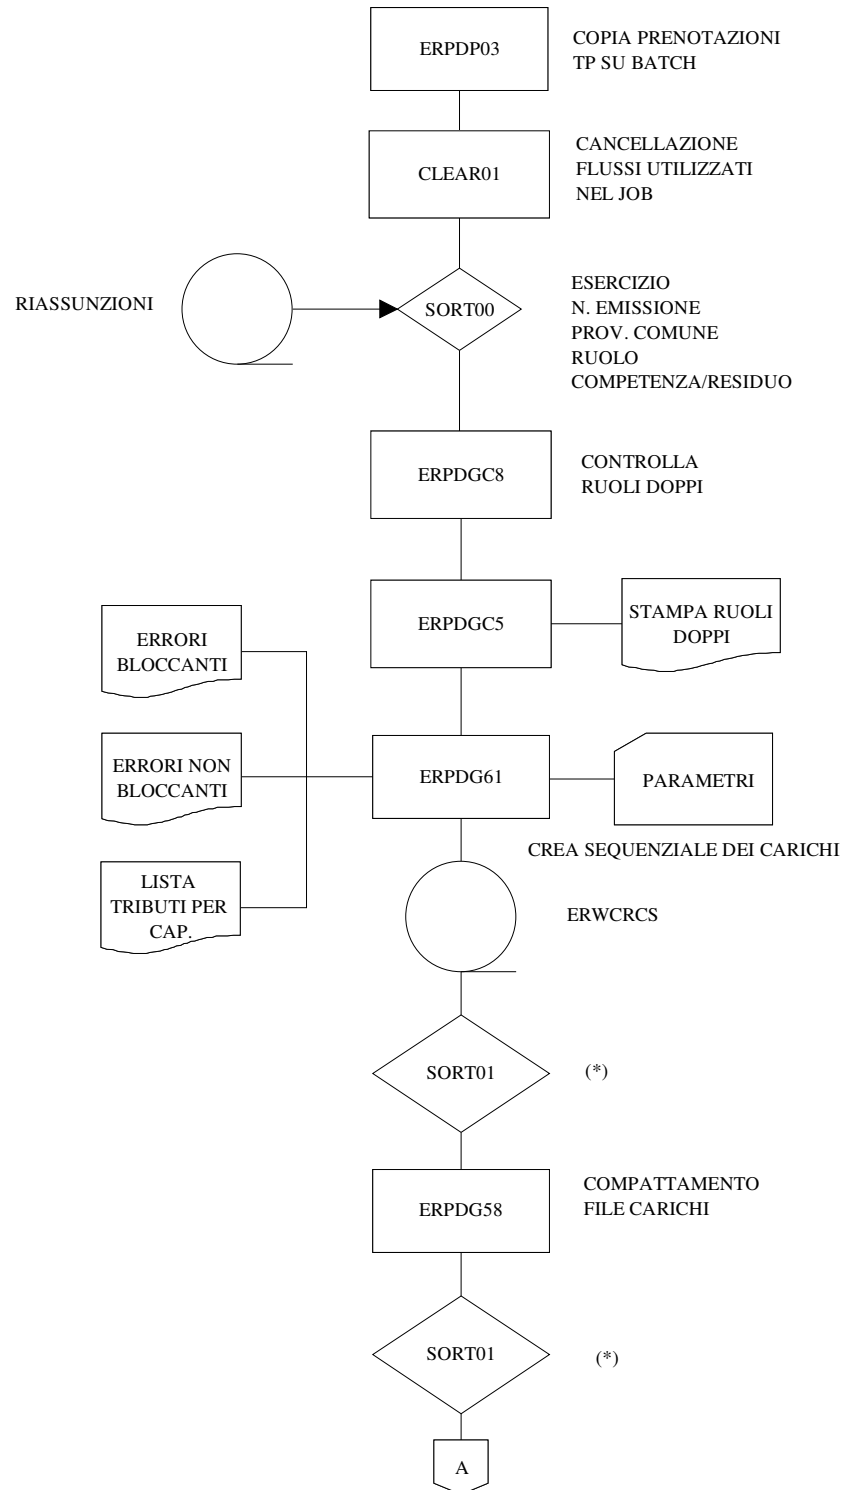 ERPDP03
COPIA PRENOTAZIONI
TP SU BATCH
CLEAR01
CANCELLAZIONE
FLUSSI UTILIZZATI
NEL JOB
RIASSUNZIONI
SORT00
ESERCIZIO
N. EMISSIONE
PROV. COMUNE
RUOLO
COMPETENZA/RESIDUO
ERPDGC8
CONTROLLA
RUOLI DOPPI
ERPDGC5
STAMPA RUOLI
DOPPI
ERRORI
BLOCCANTI
ERRORI NON
BLOCCANTI
ERPDG61
PARAMETRI
CREA SEQUENZIALE DEI CARICHI
LISTA
TRIBUTI PER
CAP.
ERWCRCS
SORT01
(*)
ERPDG58
COMPATTAMENTO
FILE CARICHI
SORT01
(*)
A